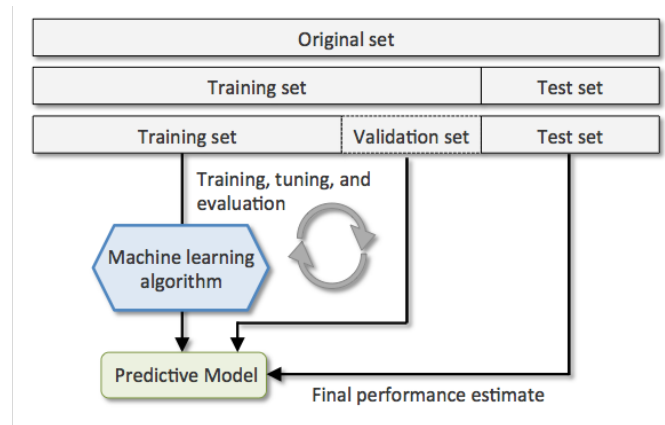 Original set
Training set Test set
Training set Validation set Test set
Training, tuning, and
evaluation
Machine learning
algorithm
Predictive Model
Final performance estimate